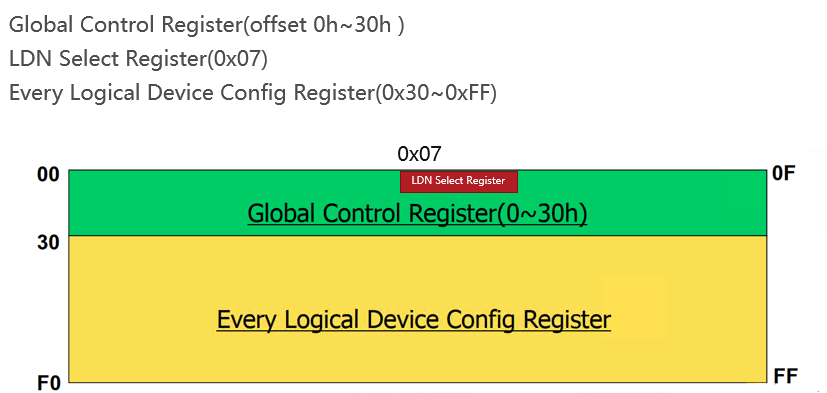 Global Control Register(offset 0h~30h )
LDN Select Register(0x07)
Every Logical Device Config Register(0x30~0xFF)
0x07
00
LDN Select Register
0F
Global Control Register(0~30h)
30
Every Logical Device Config Register
F0
FF